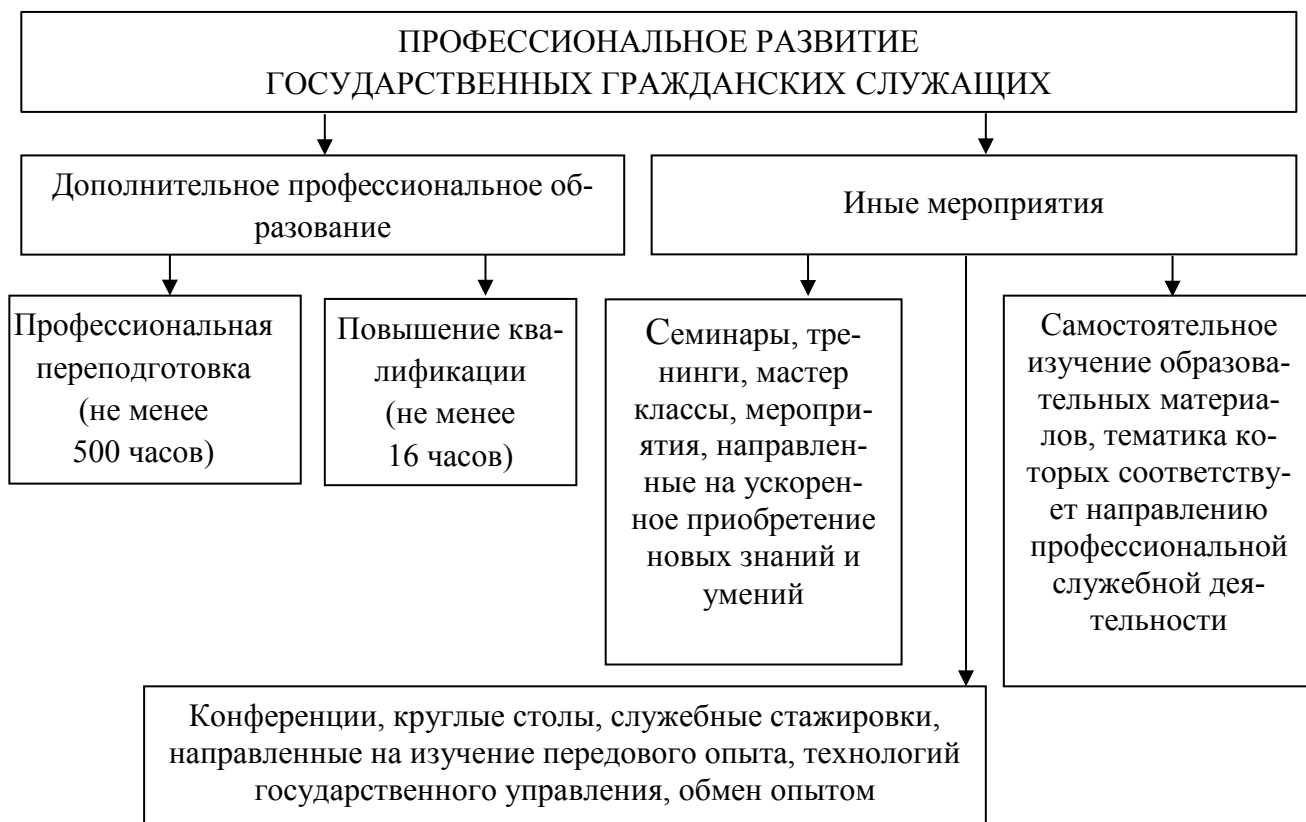 ПРОФЕССИОНАЛЬНОЕ РАЗВИТИЕ
ГОСУДАРСТВЕННЫХ ГРАЖДАНСКИХ СЛУЖАЩИХ
Дополнительное профессиональное об-
разование
Иные мероприятия
Профессиональная
переподготовка
(не менее
500 часов)
Повышение ква-
лификации
(не менее
16 часов)
Семинары, тре-
нинги, мастер
классы, меропри-
ятия, направлен-
ные на ускорен-
ное приобретение
новых знаний и
умений
Самостоятельное
изучение образова-
тельных материа-
лов, тематика ко-
торых соответству-
ет направлению
профессиональной
служебной дея-
тельности
Конференции, круглые столы, служебные стажировки,
направленные на изучение передового опыта, технологий
государственного управления, обмен опытом